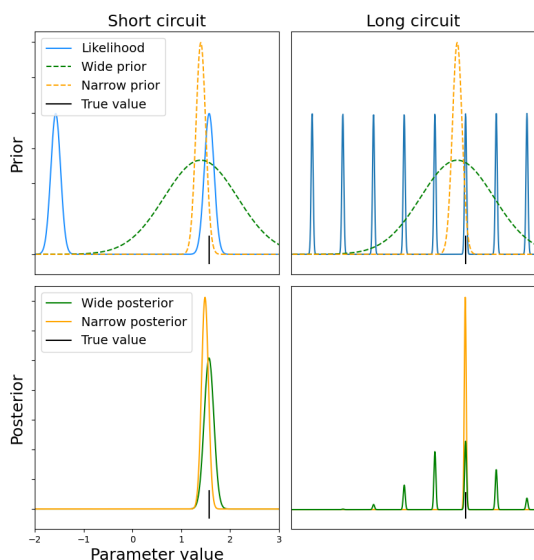 Short circuit
Long circuit
Prior
Likelihood
Wide prior
Narrow prior
True value
Posterior
Wide posterior
Narrow posterior
True value
−2
−1
0
1
2
3
Parameter value